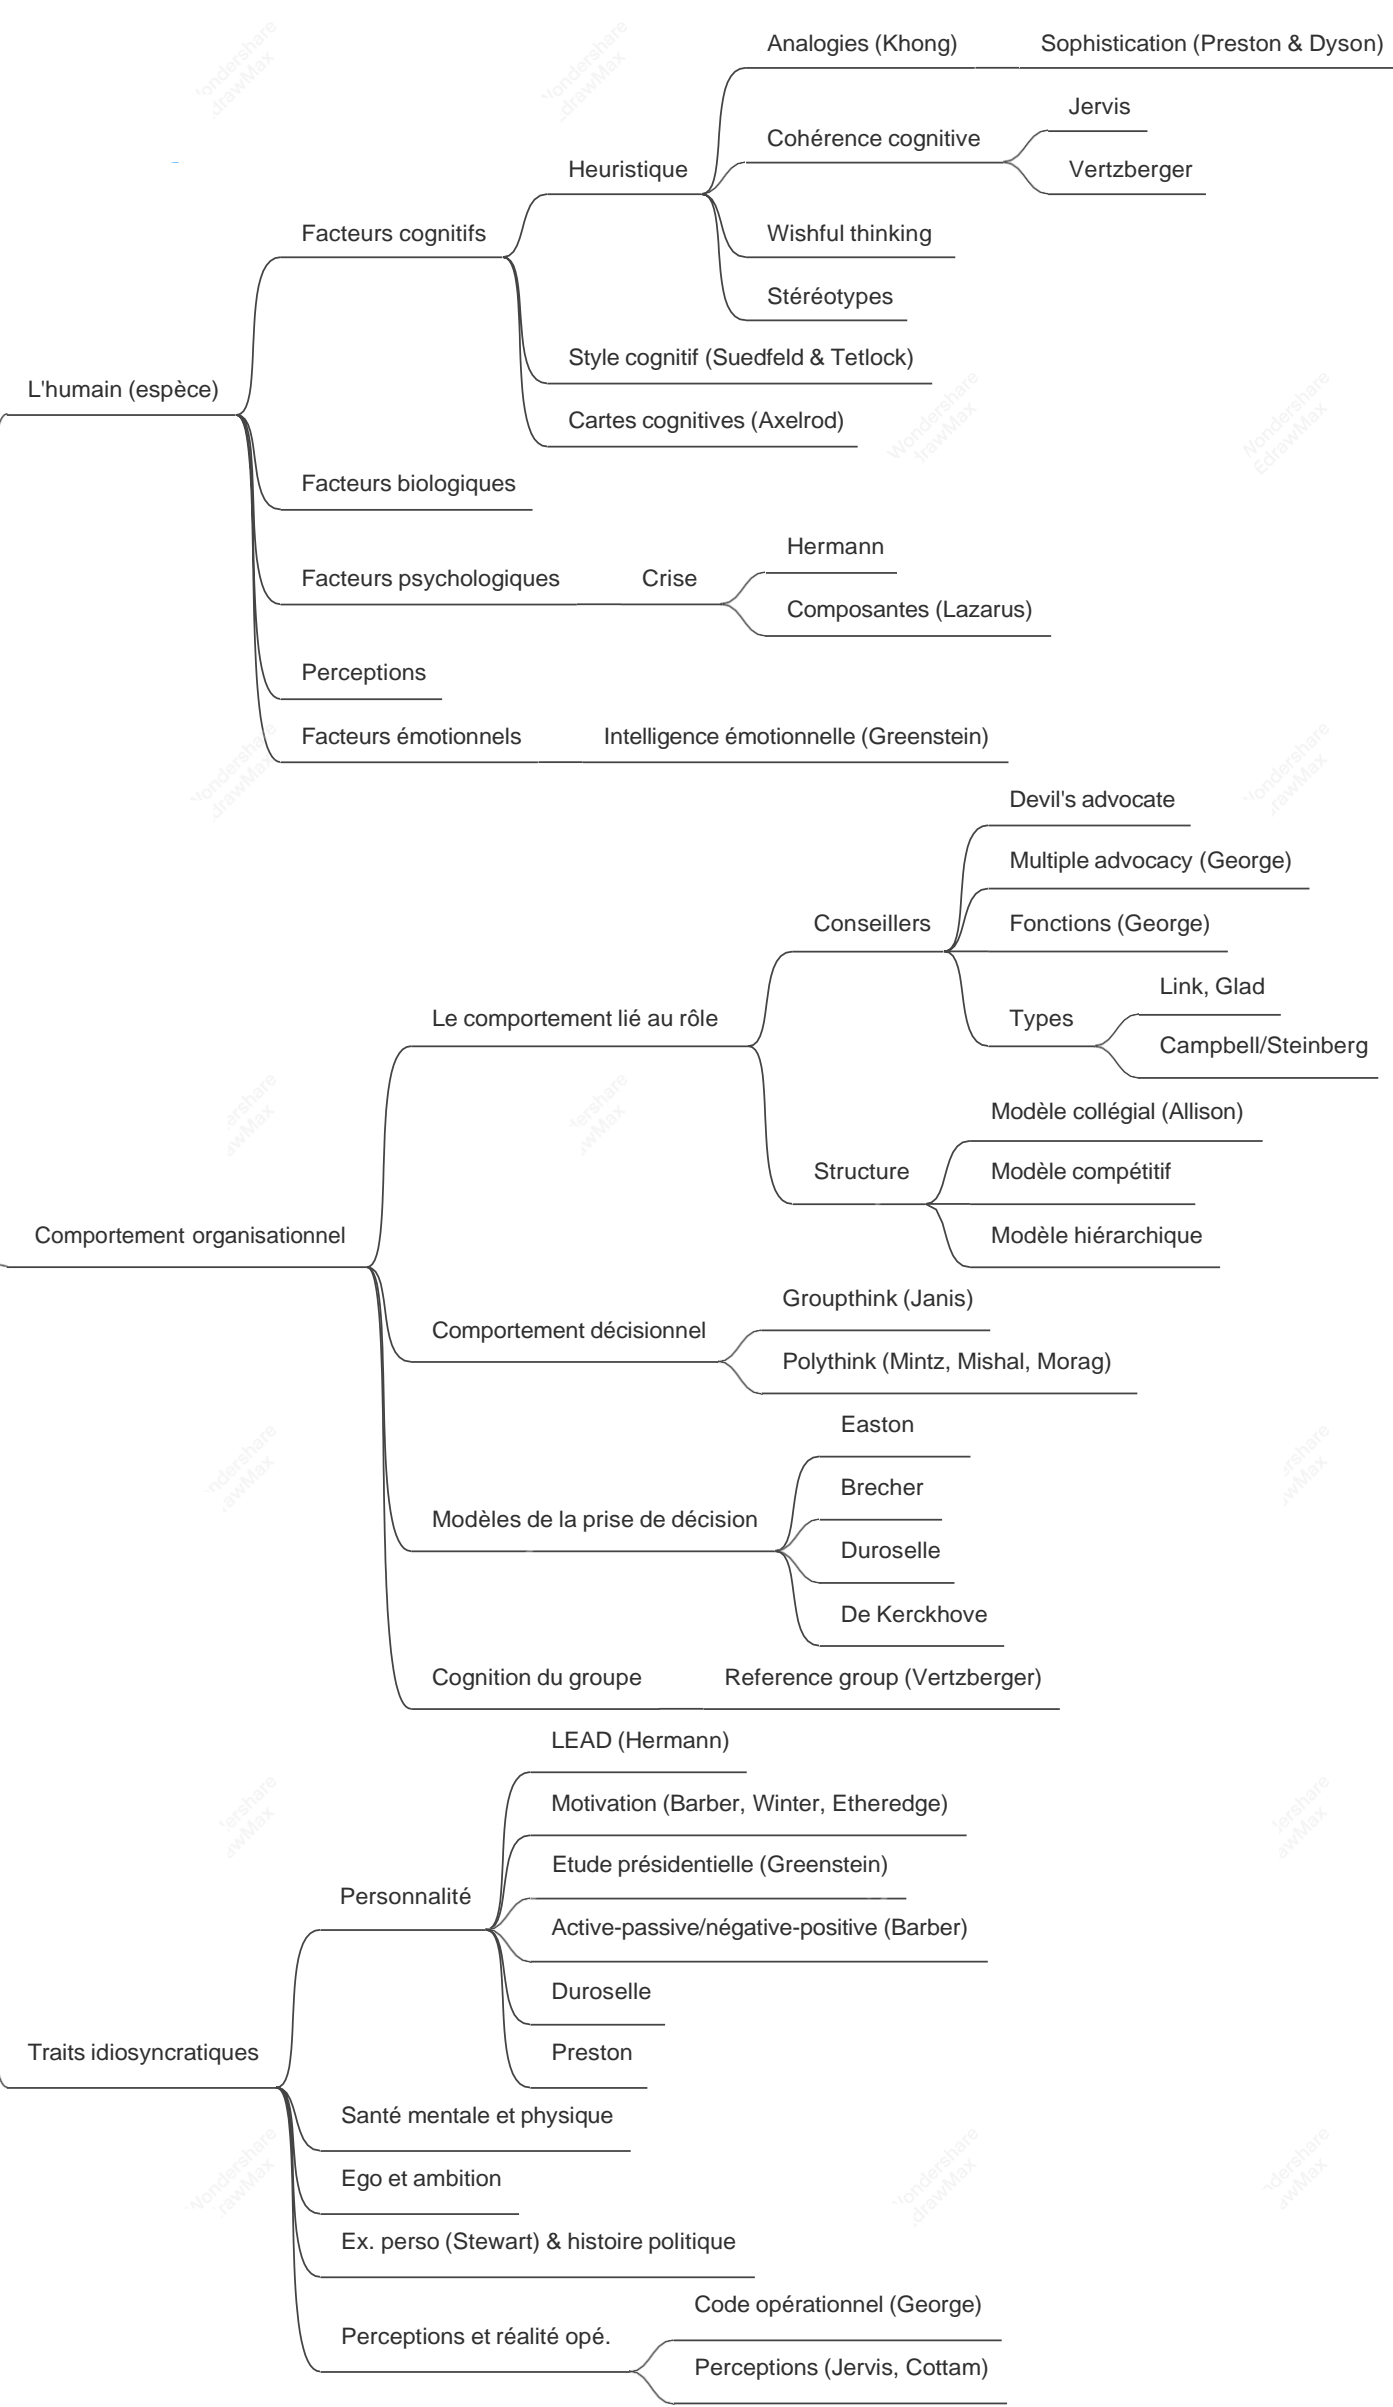 Analogies (Khong)
Sophistication (Preston & Dyson)
Jervis
Cohérence cognitive
Heuristique
Vertzberger
Facteurs cognitifs
Wishful thinking
Stéréotypes
Style cognitif (Suedfeld & Tetlock)
L'humain (espèce)
Cartes cognitives (Axelrod)
Facteurs biologiques
Hermann
Facteurs psychologiques
Crise
Composantes (Lazarus)
Perceptions
Facteurs émotionnels
Intelligence émotionnelle (Greenstein)
Devil's advocate
Multiple advocacy (George)
Conseillers
Fonctions (George)
Link, Glad
Le comportement lié au rôle
Types
Campbell/Steinberg
Modèle collégial (Allison)
Structure
Modèle compétitif
Comportement organisationnel
Modèle hiérarchique
Groupthink (Janis)
Comportement décisionnel
Polythink (Mintz, Mishal, Morag)
Easton
Brecher
Modèles de la prise de décision
Duroselle
De Kerckhove
Cognition du groupe
Reference group (Vertzberger)
LEAD (Hermann)
Motivation (Barber, Winter, Etheredge)
Etude présidentielle (Greenstein)
Personnalité
Active-passive/négative-positive (Barber)
Duroselle
Traits idiosyncratiques
Preston
Santé mentale et physique
Ego et ambition
Ex. perso (Stewart) & histoire politique
Code opérationnel (George)
Perceptions et réalité opé.
Perceptions (Jervis, Cottam)